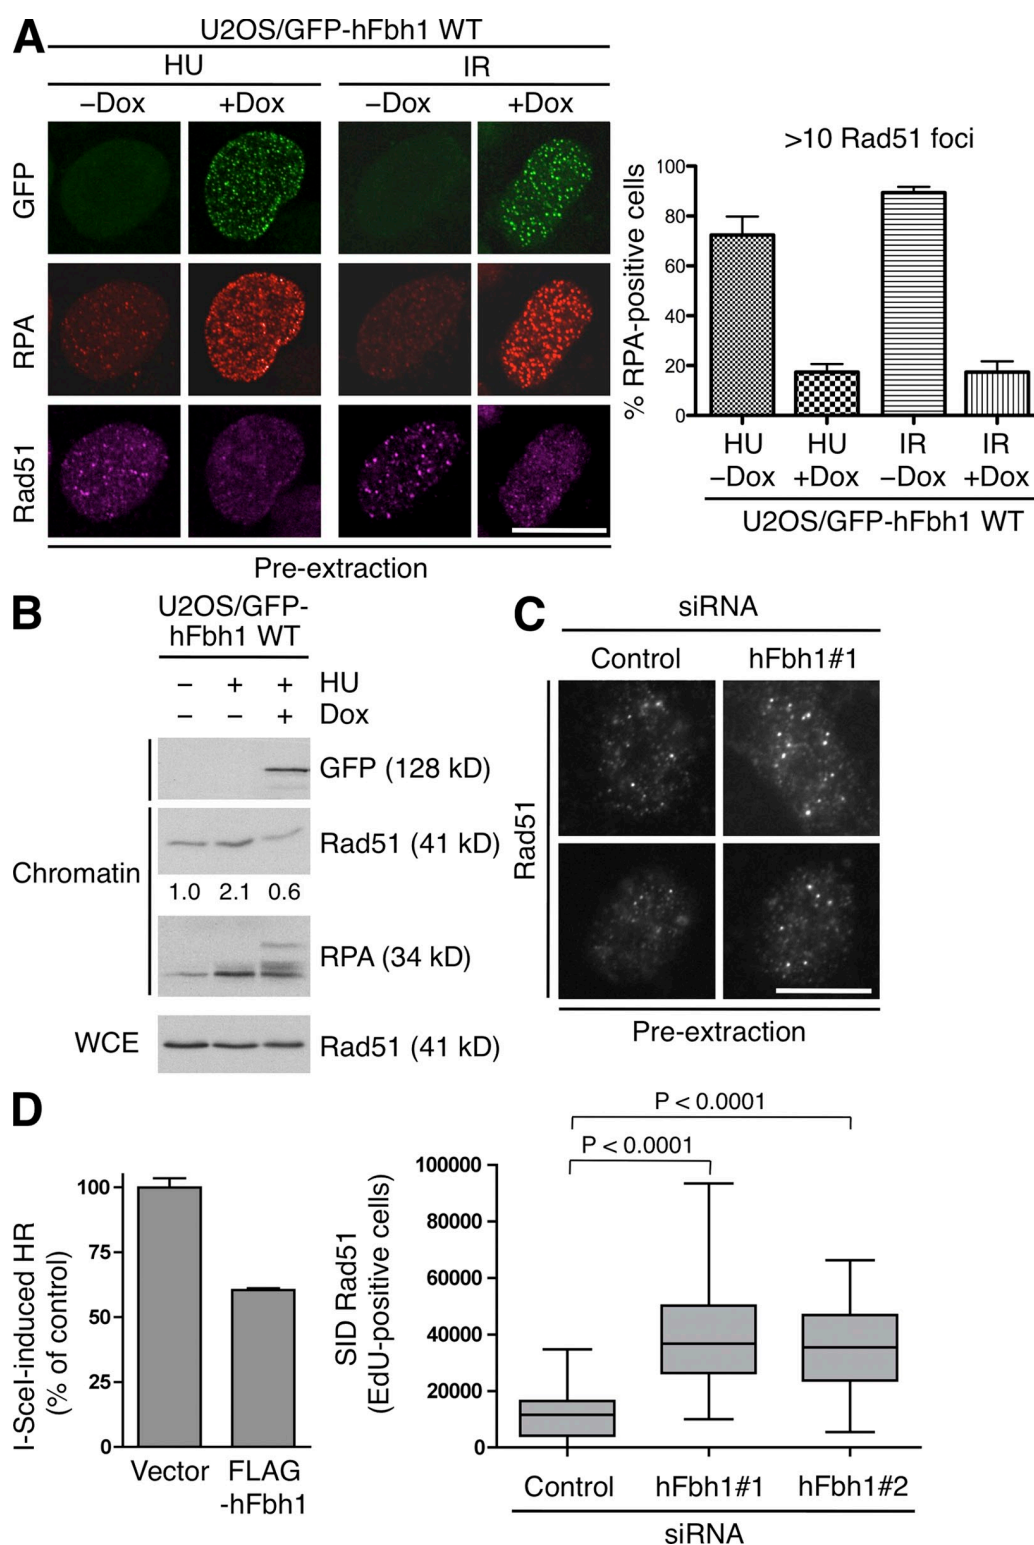 A
U2OS/GFP-hFbh1 WT
HU IR
–Dox +Dox –Dox +Dox
GFP
RPA
Rad51
Pre-extraction
>10 Rad51 foci
% RPA-positive cells
100
80
60
40
20
0
HU HU IR IR
–Dox +Dox –Dox +Dox
U2OS/GFP-hFbh1 WT
B
U2OS/GFP-
hFbh1 WT
– + + HU
– – + Dox
GFP (128 kD)
Chromatin
Rad51 (41 kD)
1.0 2.1 0.6
RPA (34 kD)
WCE
Rad51 (41 kD)
C
siRNA
Control hFbh1#1
Rad51
Pre-extraction
D
I-SceI-induced HR
(% of control)
100
75
50
25
0
Vector FLAG
-hFbh1
P < 0.0001
P < 0.0001
SID Rad51
(EdU-positive cells)
100000
80000
60000
40000
20000
0
Control hFbh1#1 hFbh1#2
siRNA